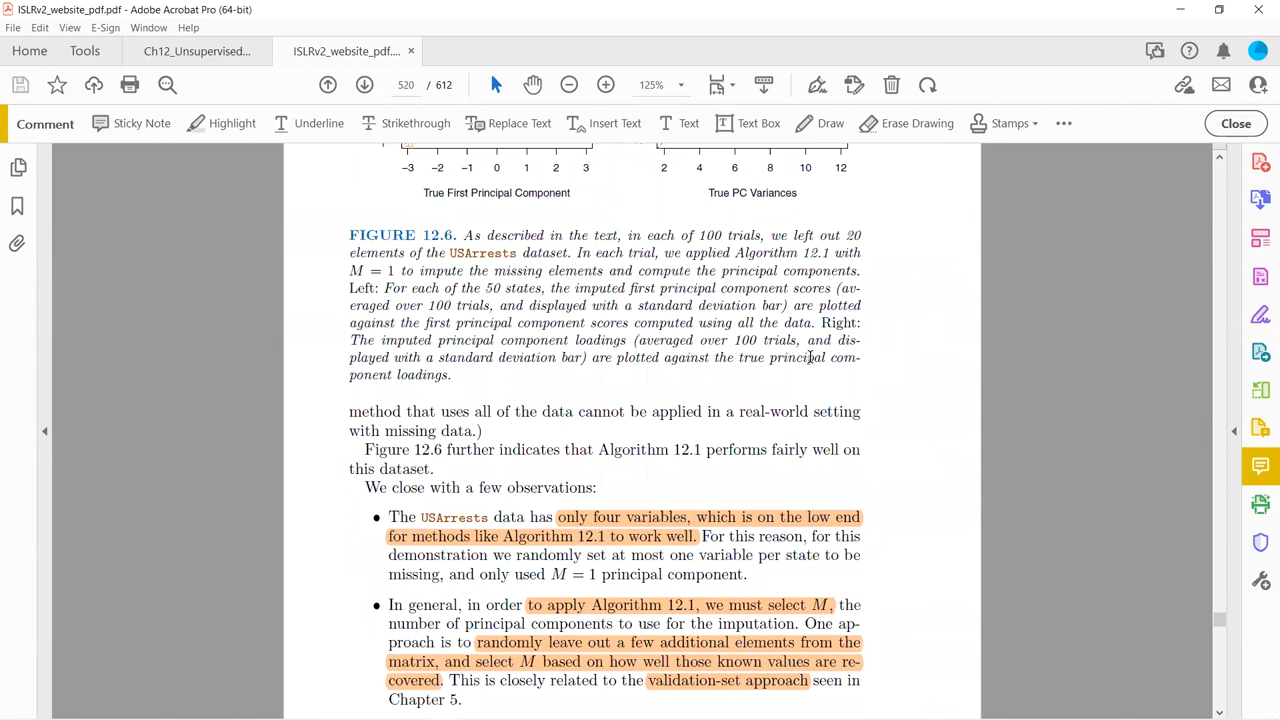 ISLRv2_website_pdf.pdf - Adobe Acrobat Pro (64-bit)
File Edit View E-Sign Window Help
Home Tools Ch12_Unsupervised... ISLRv2_website_pdf.... ×
520 / 612 125%
Comment Sticky Note Highlight Underline Strikethrough Replace Text Insert Text Text Text Box Draw Erase Drawing Stamps Close
−3 −2 −1 0 1 2 3 2 4 6 8 10 12
True First Principal Component True PC Variances
FIGURE 12.6. As described in the text, in each of 100 trials, we left out 20
elements of the USArrests dataset. In each trial, we applied Algorithm 12.1 with
M = 1 to impute the missing elements and compute the principal components.
Left: For each of the 50 states, the imputed first principal component scores (av-
eraged over 100 trials, and displayed with a standard deviation bar) are plotted
against the first principal component scores computed using all the data. Right:
The imputed principal component loadings (averaged over 100 trials, and dis-
played with a standard deviation bar) are plotted against the true principal com-
ponent loadings.
method that uses all of the data cannot be applied in a real-world setting
with missing data.)
Figure 12.6 further indicates that Algorithm 12.1 performs fairly well on
this dataset.
We close with a few observations:
• The USArrests data has only four variables, which is on the low end
for methods like Algorithm 12.1 to work well. For this reason, for this
demonstration we randomly set at most one variable per state to be
missing, and only used M = 1 principal component.
• In general, in order to apply Algorithm 12.1, we must select M, the
number of principal components to use for the imputation. One ap-
proach is to randomly leave out a few additional elements from the
matrix, and select M based on how well those known values are re-
covered. This is closely related to the validation-set approach seen in
Chapter 5.